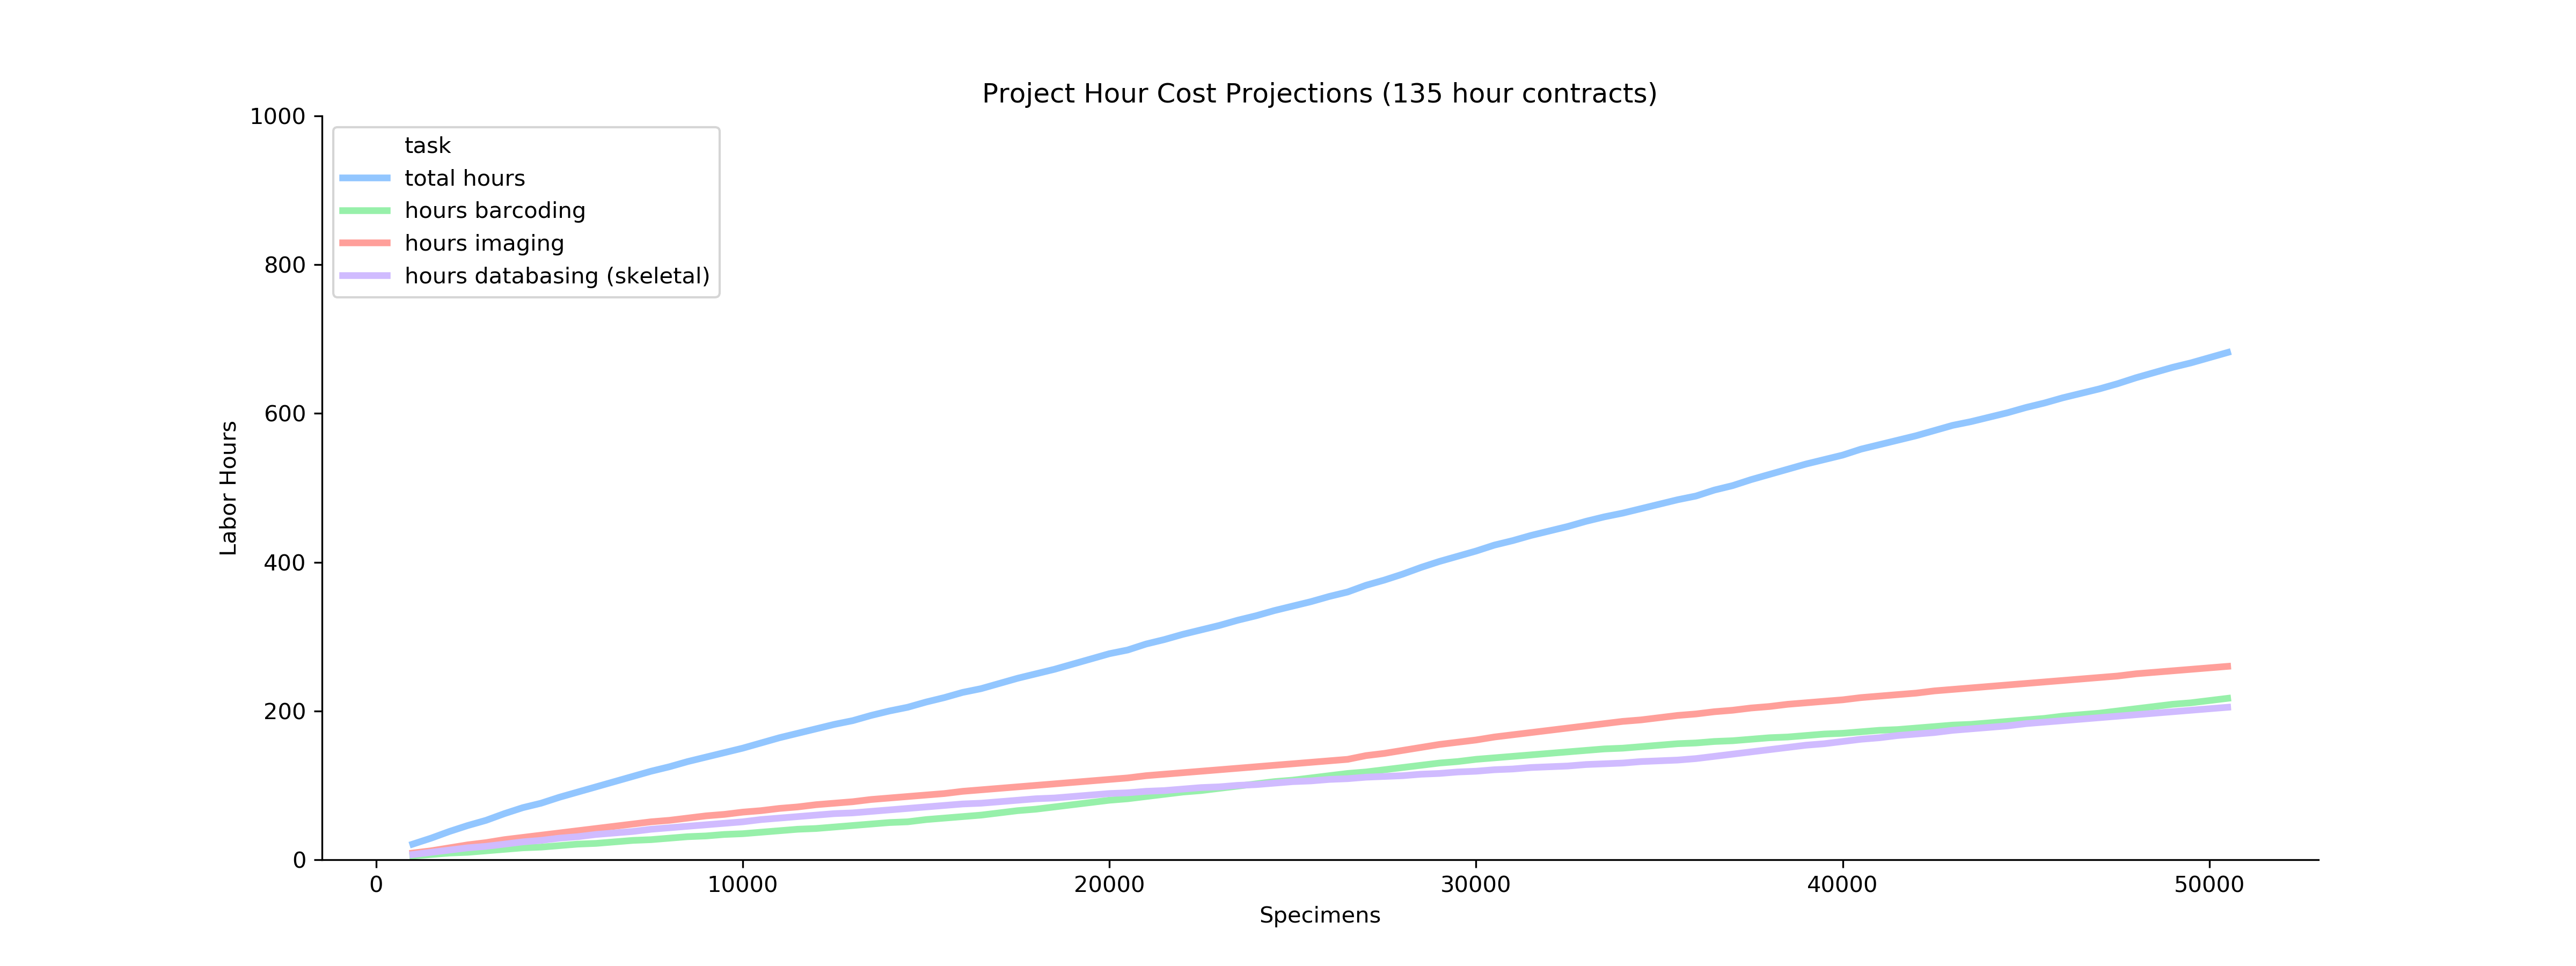 Project Hour Cost Projections (135 hour contracts)
task
total hours
hours barcoding
hours imaging
hours databasing (skeletal)
1000
800
600
400
200
0
Labor Hours
0 10000 20000 30000 40000 50000
Specimens